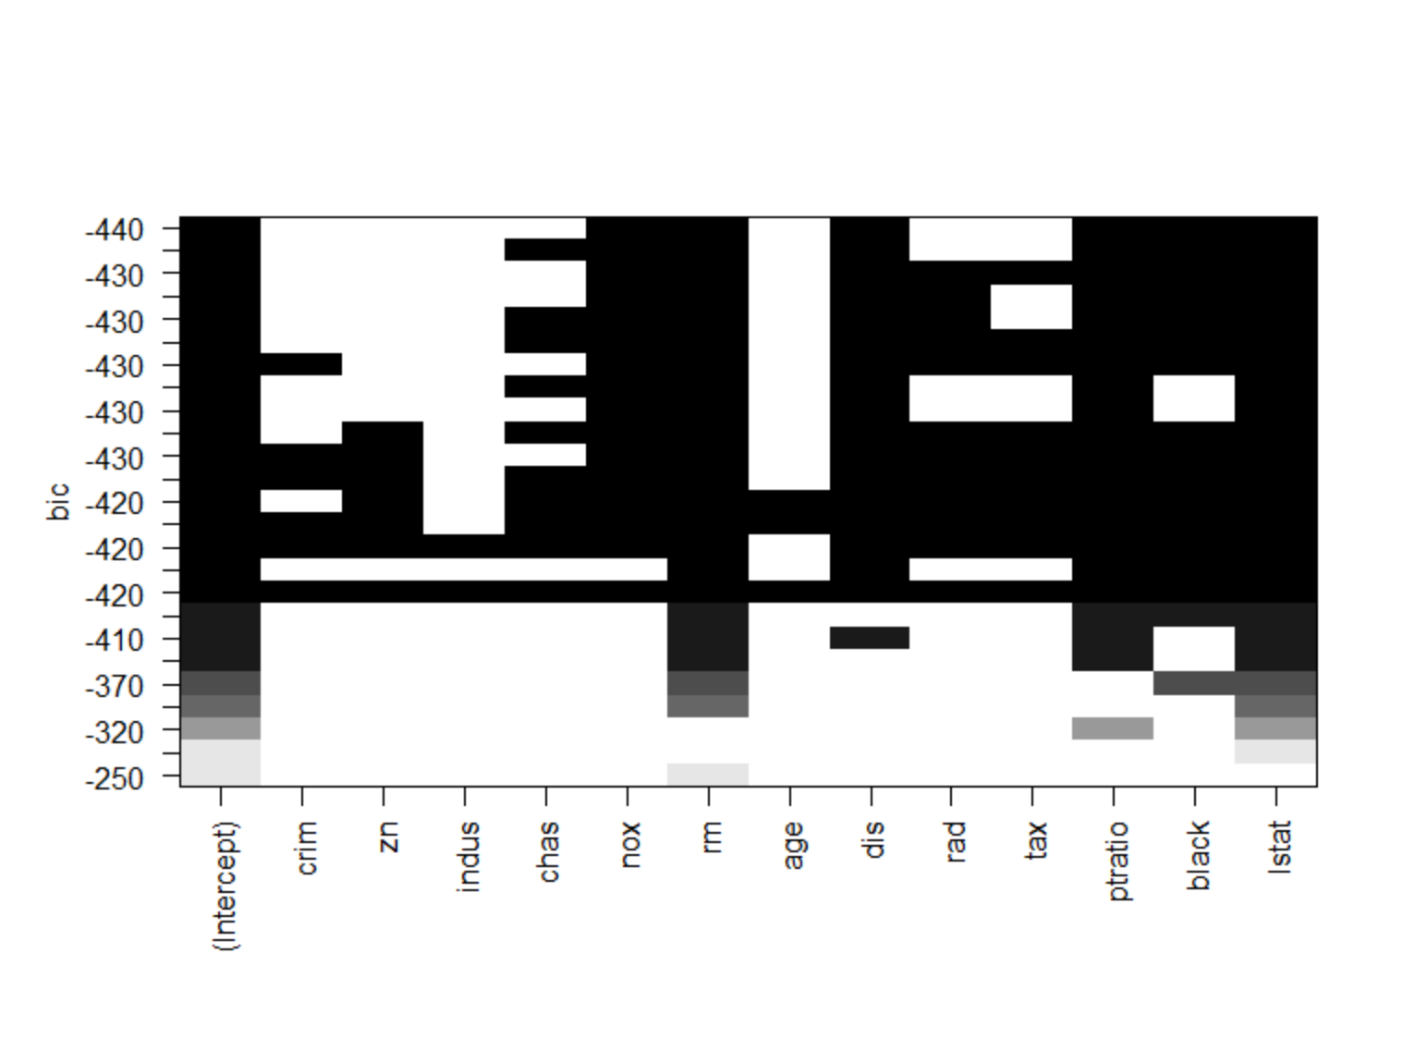 -440
-430
-430
-430
-430
-430
-420
-420
-420
-410
-370
-320
-250
bic
(Intercept)
crim
zn
indus
chas
nox
rm
age
dis
rad
tax
ptratio
black
lstat